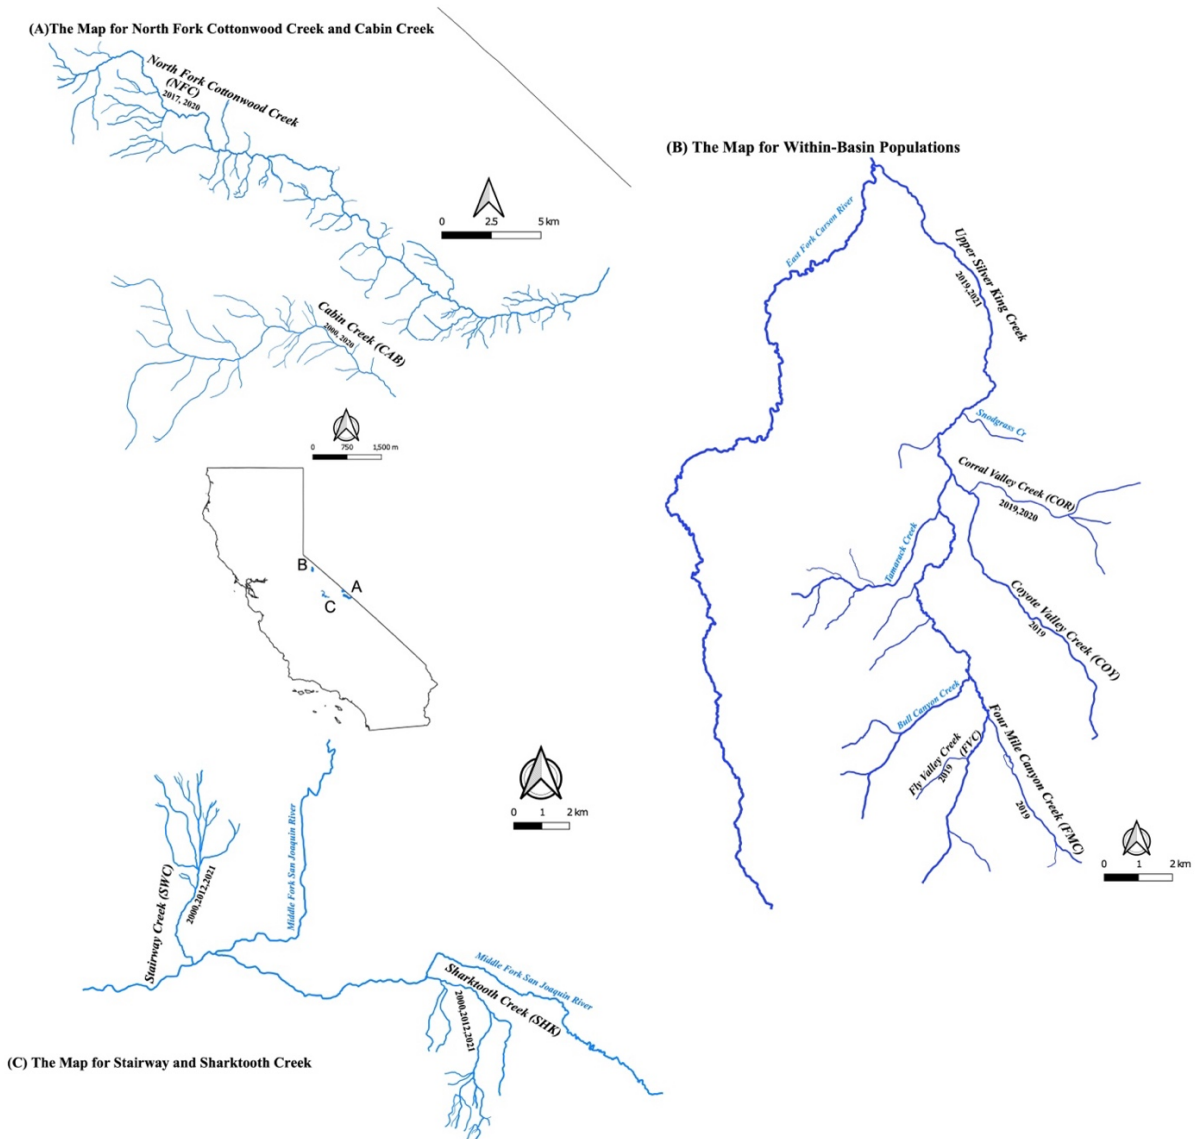 (A)The Map for North Fork Cottonwood Creek and Cabin Creek
North Fork Cottonwood Creek
(NFC)
2017, 2020
0 2.5 5 km
Cabin Creek (CAB)
2000, 2020
0 750 1,500 m
(B) The Map for Within-Basin Populations
East Fork Carson River
Upper Silver King Creek
2019,2021
Snodgrass Cr
Corral Valley Creek (COR)
2019,2020
Tamarack Creek
Coyote Valley Creek (COY)
2019
Bull Canyon Creek
Fly Valley Creek
(FVC)
2019
Four Mile Canyon Creek (FMC)
2019
0 1 2 km
B
A
C
0 1 2 km
Stairway Creek (SWC)
2000,2012,2021
Middle Fork San Joaquin River
Middle Fork San Joaquin River
Sharktooth Creek (SHK)
2000,2012,2021
(C) The Map for Stairway and Sharktooth Creek